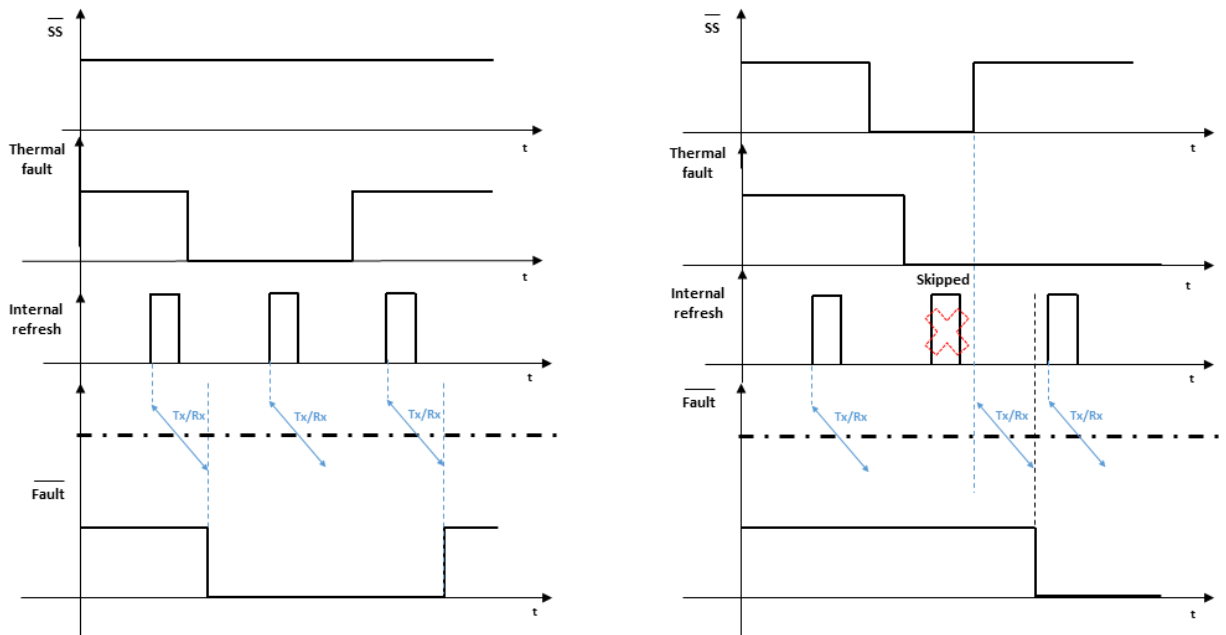 SS
t
Thermal
fault
t
Internal
refresh
t
Tx/Rx
Tx/Rx
Tx/Rx
Fault
t
SS
t
Thermal
fault
t
Skipped
Internal
refresh
t
Fault
Tx/Rx
Tx/Rx
Tx/Rx
t